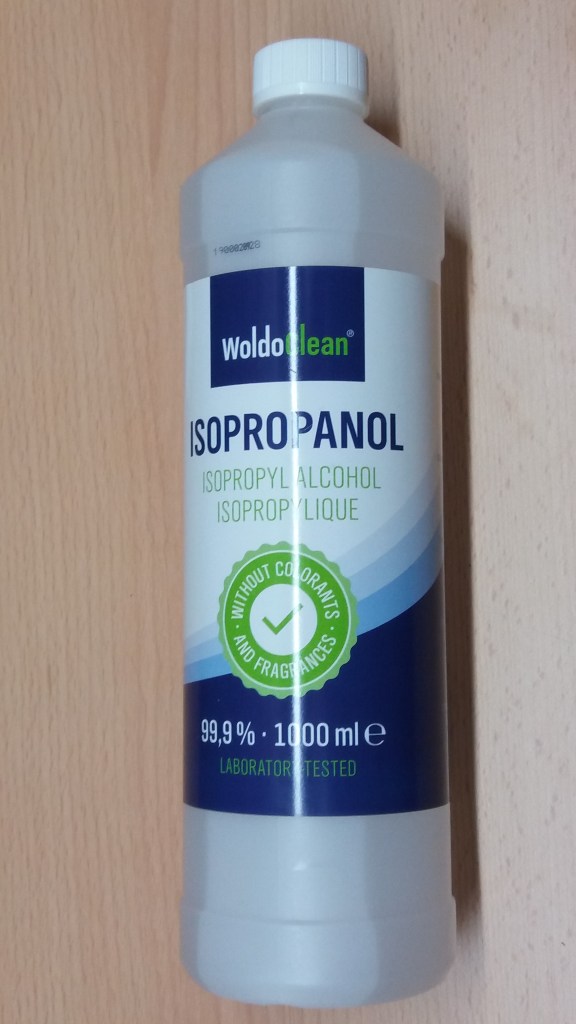 WoldoClean®
ISOPROPANOL
ISOPROPYL ALCOHOL
ISOPROPYLIQUE
WITHOUT COLORANTS
· AND FRAGRANCES ·
99,9% · 1000 ml ℮
LABORATORY-TESTED